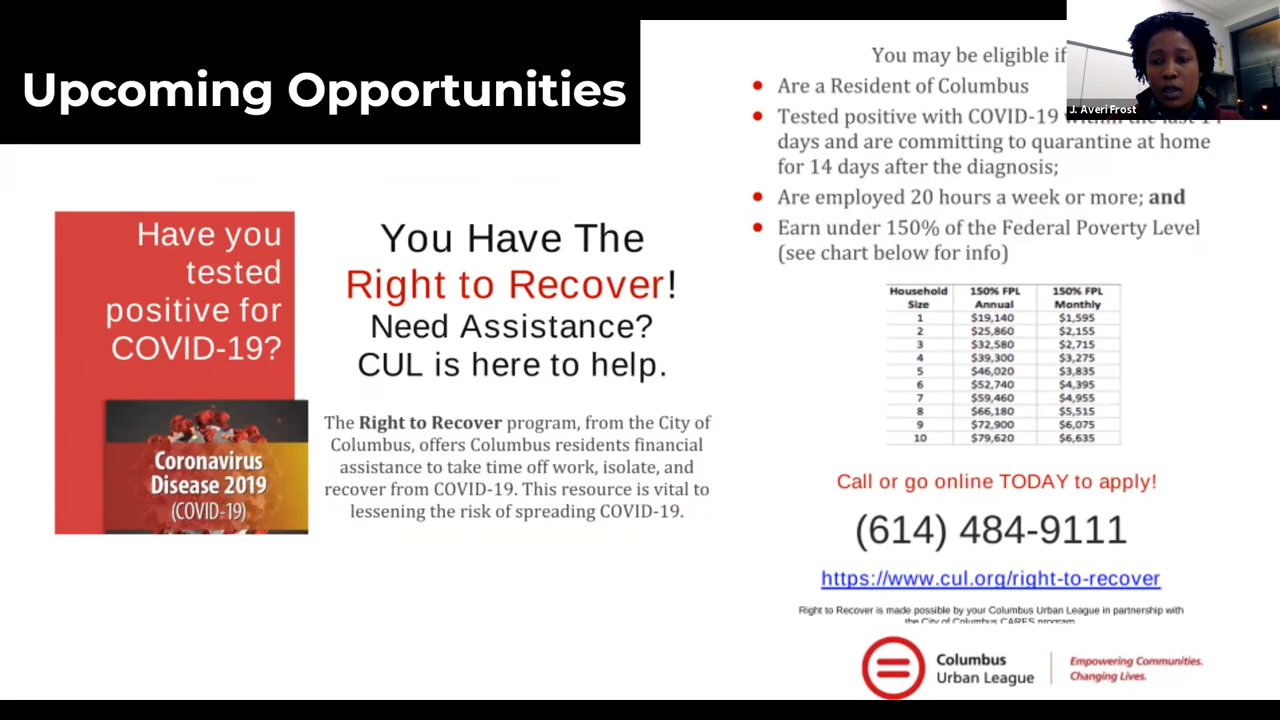 Upcoming Opportunities
Have you
tested
positive for
COVID-19?
Coronavirus
Disease 2019
(COVID-19)
You Have The
Right to Recover!
Need Assistance?
CUL is here to help.
The Right to Recover program, from the City of
Columbus, offers Columbus residents financial
assistance to take time off work, isolate, and
recover from COVID-19. This resource is vital to
lessening the risk of spreading COVID-19.
You may be eligible if
J. Averi Frost
Are a Resident of Columbus
Tested positive with COVID-19 within the last
days and are committing to quarantine at home
for 14 days after the diagnosis;
Are employed 20 hours a week or more; and
Earn under 150% of the Federal Poverty Level
(see chart below for info)
Household Size 150% FPL Annual 150% FPL Monthly
1 $19,140 $1,595
2 $25,860 $2,155
3 $32,580 $2,715
4 $39,300 $3,275
5 $46,020 $3,835
6 $52,740 $4,395
7 $59,460 $4,955
8 $66,180 $5,515
9 $72,900 $6,075
10 $79,620 $6,635
Call or go online TODAY to apply!
(614) 484-9111
https://www.cul.org/right-to-recover
Right to Recover is made possible by your Columbus Urban League in partnership with
the City of Columbus CARES program
Columbus
Urban League
Empowering Communities.
Changing Lives.